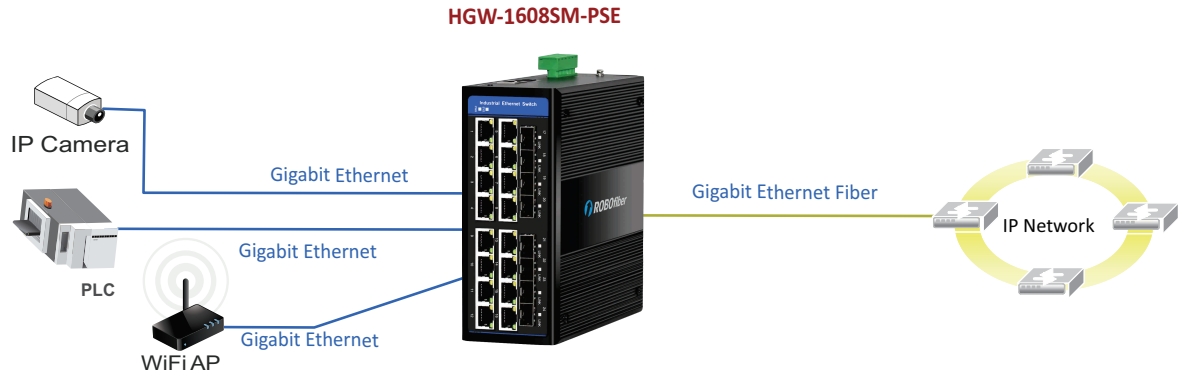 HGW-1608SM-PSE
Industrial Ethernet Switch
IP Camera
Gigabit Ethernet
Gigabit Ethernet Fiber
ROBOfiber
IP Network
Gigabit Ethernet
PLC
Gigabit Ethernet
WiFi AP